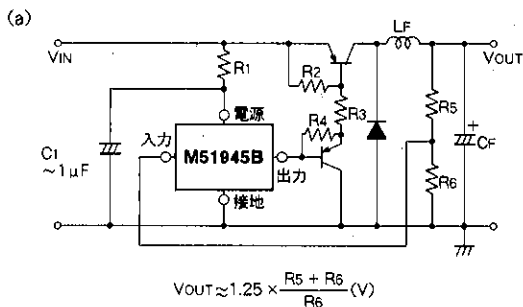 (a)
VIN
LF
VOUT
R1
R2
R3
R4
R5
R6
電源
C1
~1μF
入力
M51945B
出力
接地
CF
+
VOUT≈1.25 × R5 + R6 / R6 (V)